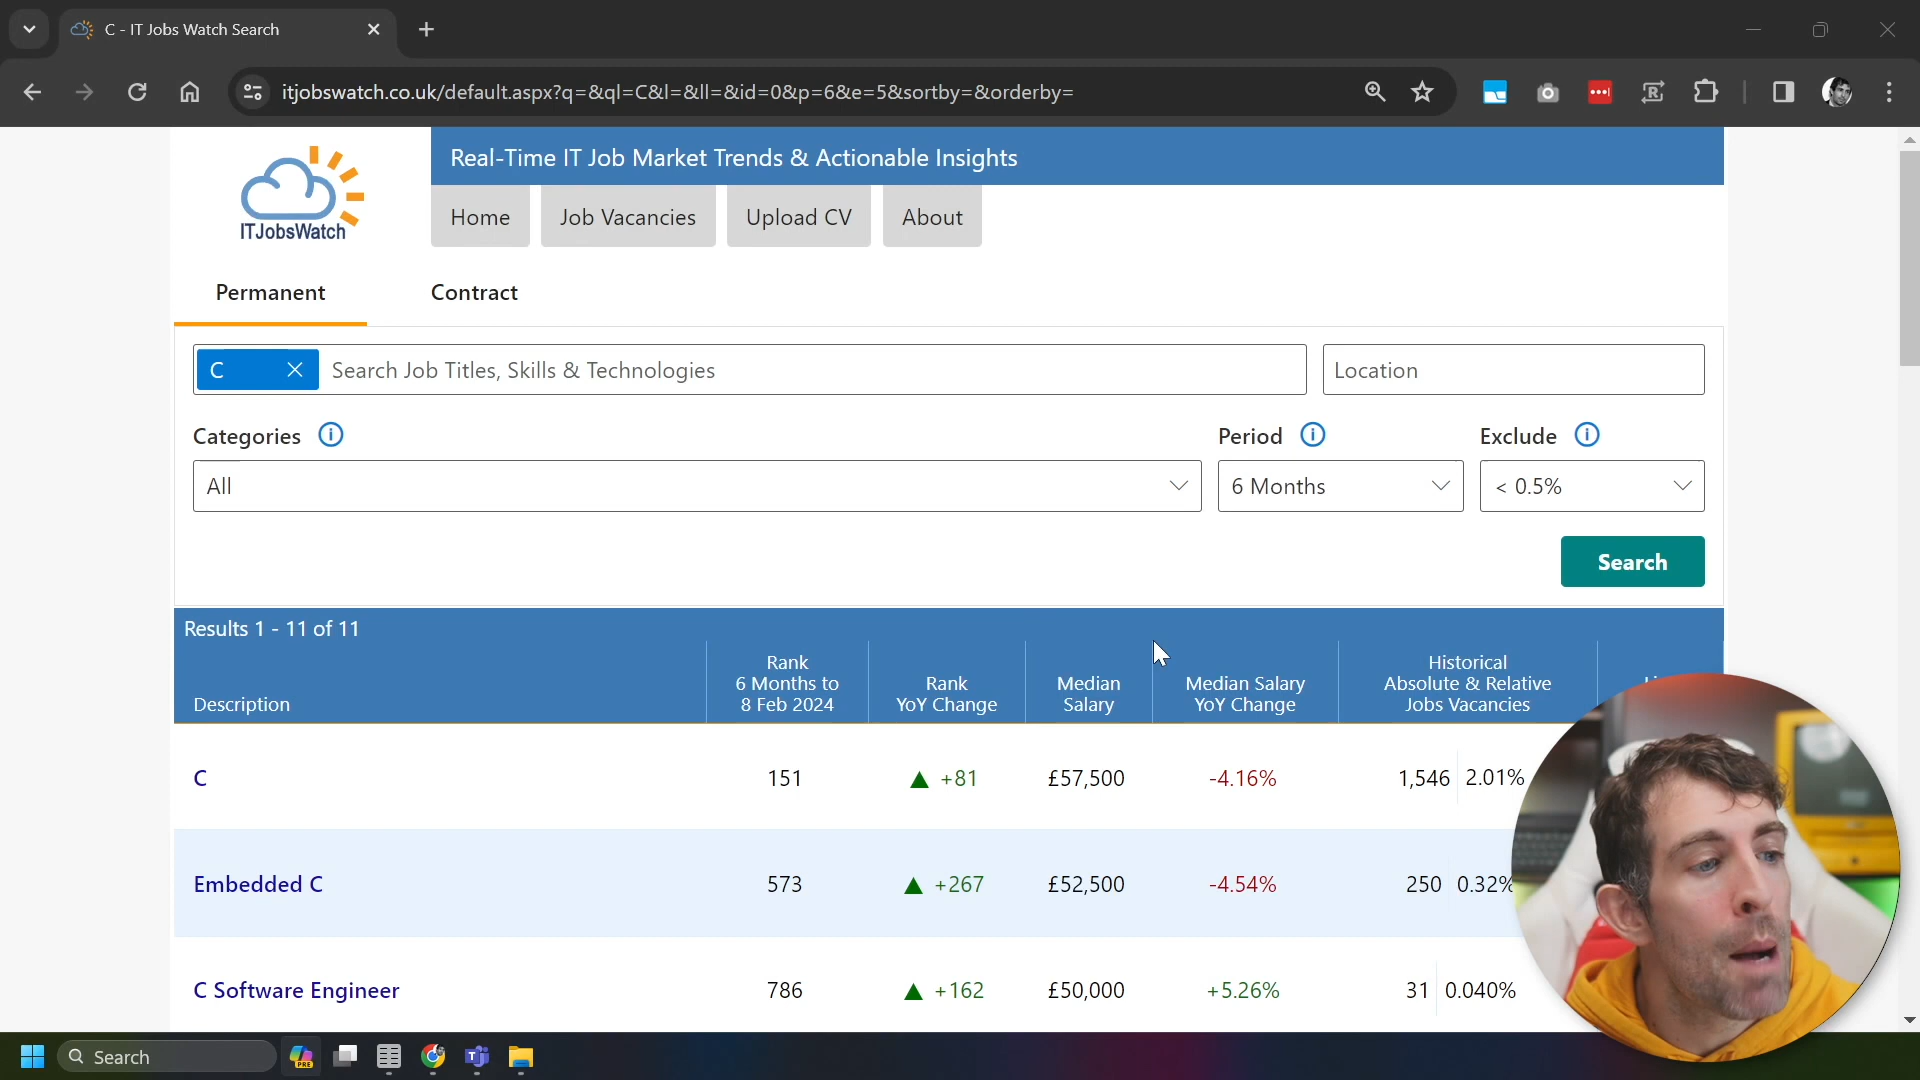 C - IT Jobs Watch Search
itjobswatch.co.uk/default.aspx?q=&ql=C&l=&ll=&id=0&p=6&e=5&sortby=&orderby=
ITJobsWatch
Real-Time IT Job Market Trends & Actionable Insights
Home
Job Vacancies
Upload CV
About
Permanent
Contract
C
Search Job Titles, Skills & Technologies
Location
Categories
Period
Exclude
All
6 Months
< 0.5%
Search
Results 1 - 11 of 11
Description
Rank
6 Months to
8 Feb 2024
Rank
YoY Change
Median
Salary
Median Salary
YoY Change
Historical
Absolute & Relative
Jobs Vacancies
C 151 +81 £57,500 -4.16% 1,546 2.01%
Embedded C 573 +267 £52,500 -4.54% 250 0.32%
C Software Engineer 786 +162 £50,000 +5.26% 31 0.040%
Search
PRE